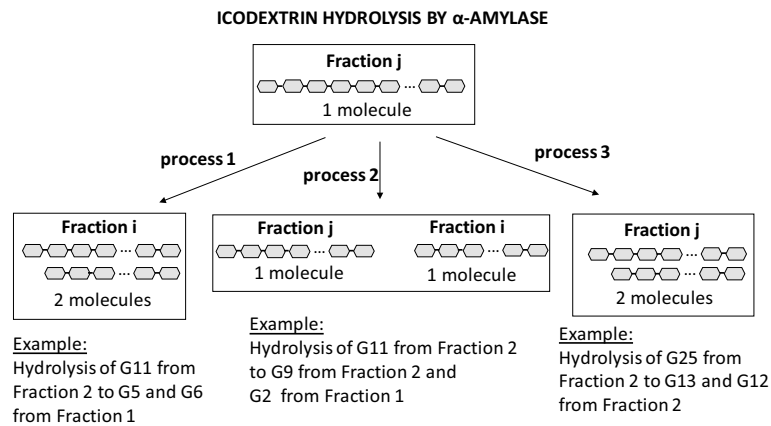 ICODEXTRIN HYDROLYSIS BY α-AMYLASE
Fraction j
...
1 molecule
process 1
process 2
process 3
Fraction i
...
...
2 molecules
Example:
Hydrolysis of G11 from
Fraction 2 to G5 and G6
from Fraction 1
Fraction j
...
1 molecule
Fraction i
...
1 molecule
Example:
Hydrolysis of G11 from Fraction 2
to G9 from Fraction 2 and
G2 from Fraction 1
Fraction j
...
...
2 molecules
Example:
Hydrolysis of G25 from
Fraction 2 to G13 and G12
from Fraction 2